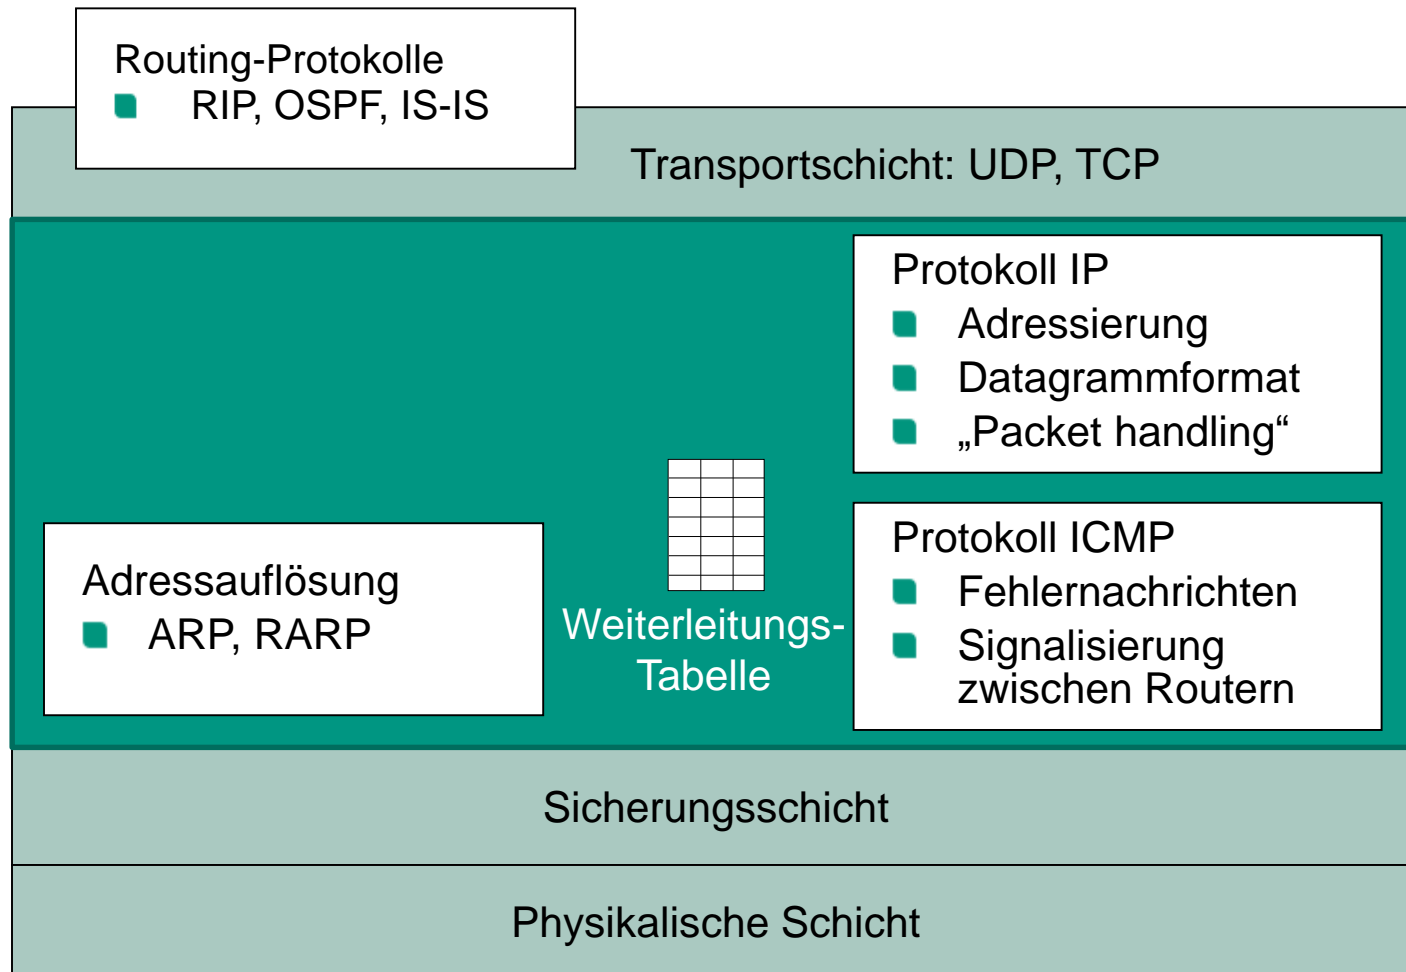 Routing-Protokolle
RIP, OSPF, IS-IS
Transportschicht: UDP, TCP
Protokoll IP
Adressierung
Datagrammformat
„Packet handling“
Adressauflösung
ARP, RARP
Weiterleitungs-
Tabelle
Protokoll ICMP
Fehlernachrichten
Signalisierung
zwischen Routern
Sicherungsschicht
Physikalische Schicht